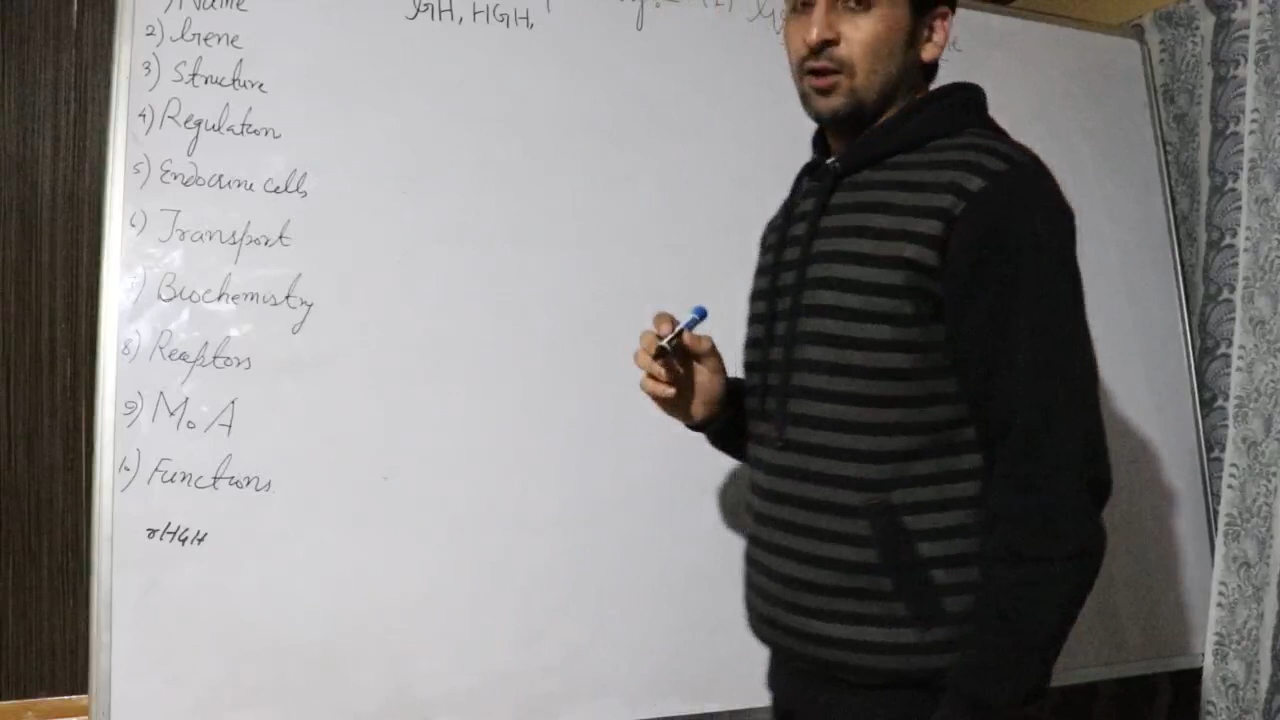 1) Name
GH, HGH,
2) Gene
3) Structure
4) Regulation
5) Endocrine cells
6) Transport
7) Biochemistry
8) Receptors
9) MoA
10) Functions
rHGH